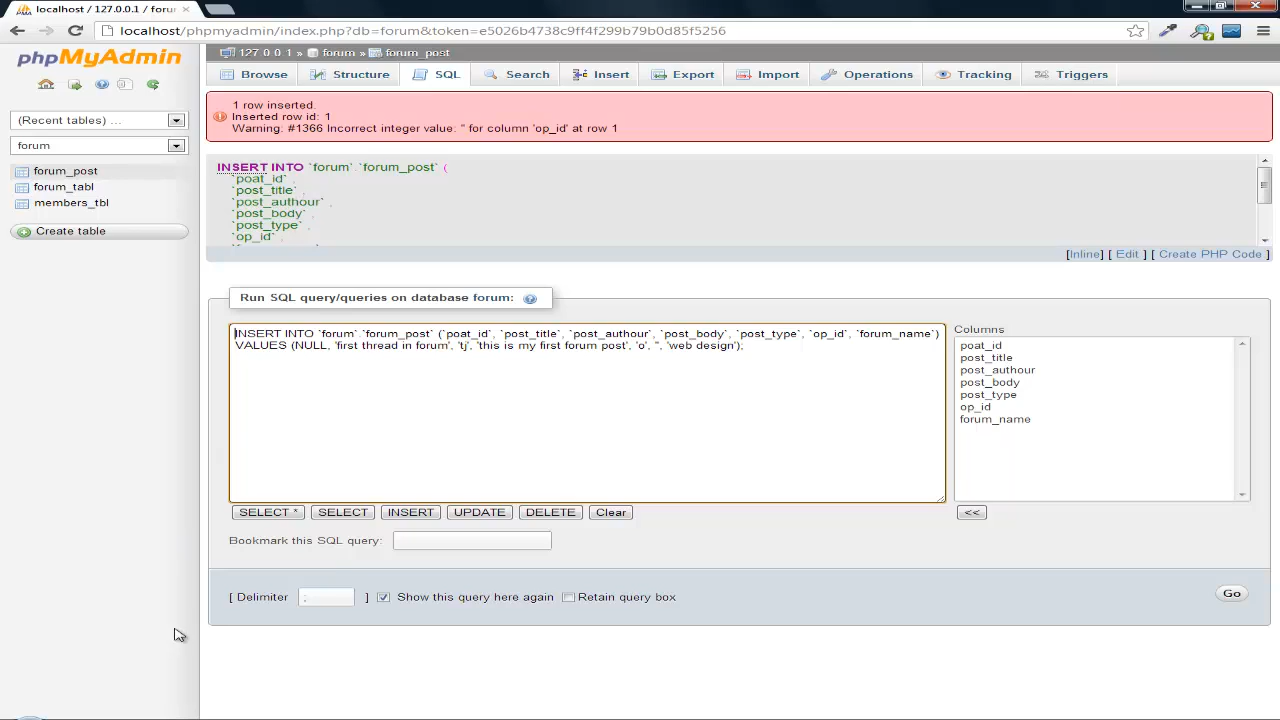 localhost / 127.0.0.1 / forum ×
localhost/phpmyadmin/index.php?db=forum&token=e5026b4738e9ff4f299b79b0d85f5256
phpMyAdmin
127.0.0.1 » forum » forum_post
Browse Structure SQL Search Insert Export Import Operations Tracking Triggers
(Recent tables) ...
forum
forum_post
forum_tabl
members_tbl
Create table
1 row inserted.
Inserted row id: 1
Warning: #1366 Incorrect integer value: '' for column 'op_id' at row 1
INSERT INTO `forum`.`forum_post` (
`poat_id` ,
`post_title` ,
`post_authour` ,
`post_body` ,
`post_type` ,
`op_id` ,
[Inline] [ Edit ] [ Create PHP Code ]
Run SQL query/queries on database forum:
INSERT INTO `forum`.`forum_post` (`poat_id`, `post_title`, `post_authour`, `post_body`, `post_type`, `op_id`, `forum_name`)
VALUES (NULL, 'first thread in forum', 'tj', 'this is my first forum post', 'o', '', 'web design');
Columns
poat_id
post_title
post_authour
post_body
post_type
op_id
forum_name
SELECT * SELECT INSERT UPDATE DELETE Clear <<
Bookmark this SQL query:
[ Delimiter ; ] Show this query here again Retain query box
Go